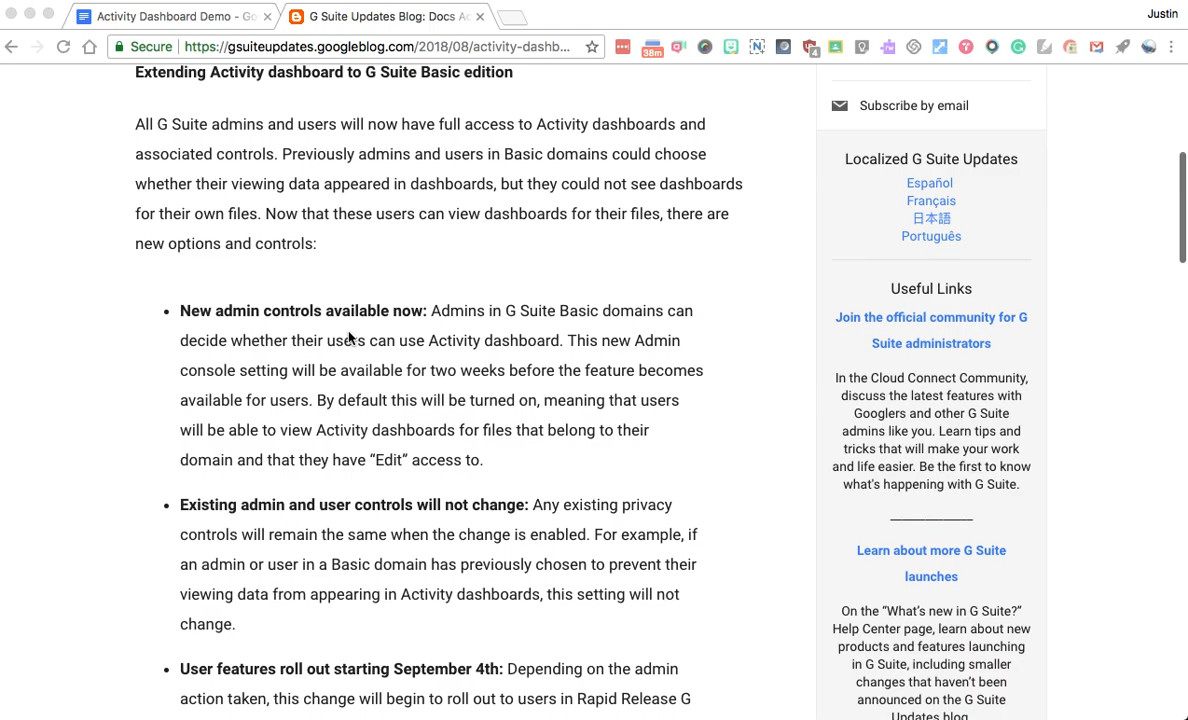 Activity Dashboard Demo - Go
G Suite Updates Blog: Docs Ac
Justin
Secure
https://gsuiteupdates.googleblog.com/2018/08/activity-dashb...
38m
4
Extending Activity dashboard to G Suite Basic edition
All G Suite admins and users will now have full access to Activity dashboards and
associated controls. Previously admins and users in Basic domains could choose
whether their viewing data appeared in dashboards, but they could not see dashboards
for their own files. Now that these users can view dashboards for their files, there are
new options and controls:
• New admin controls available now: Admins in G Suite Basic domains can
decide whether their users can use Activity dashboard. This new Admin
console setting will be available for two weeks before the feature becomes
available for users. By default this will be turned on, meaning that users
will be able to view Activity dashboards for files that belong to their
domain and that they have “Edit” access to.
• Existing admin and user controls will not change: Any existing privacy
controls will remain the same when the change is enabled. For example, if
an admin or user in a Basic domain has previously chosen to prevent their
viewing data from appearing in Activity dashboards, this setting will not
change.
• User features roll out starting September 4th: Depending on the admin
action taken, this change will begin to roll out to users in Rapid Release G
Subscribe by email
Localized G Suite Updates
Español
Français
日本語
Português
Useful Links
Join the official community for G
Suite administrators
In the Cloud Connect Community,
discuss the latest features with
Googlers and other G Suite
admins like you. Learn tips and
tricks that will make your work
and life easier. Be the first to know
what's happening with G Suite.
______________
Learn about more G Suite
launches
On the “What’s new in G Suite?”
Help Center page, learn about new
products and features launching
in G Suite, including smaller
changes that haven’t been
announced on the G Suite
Updates blog.